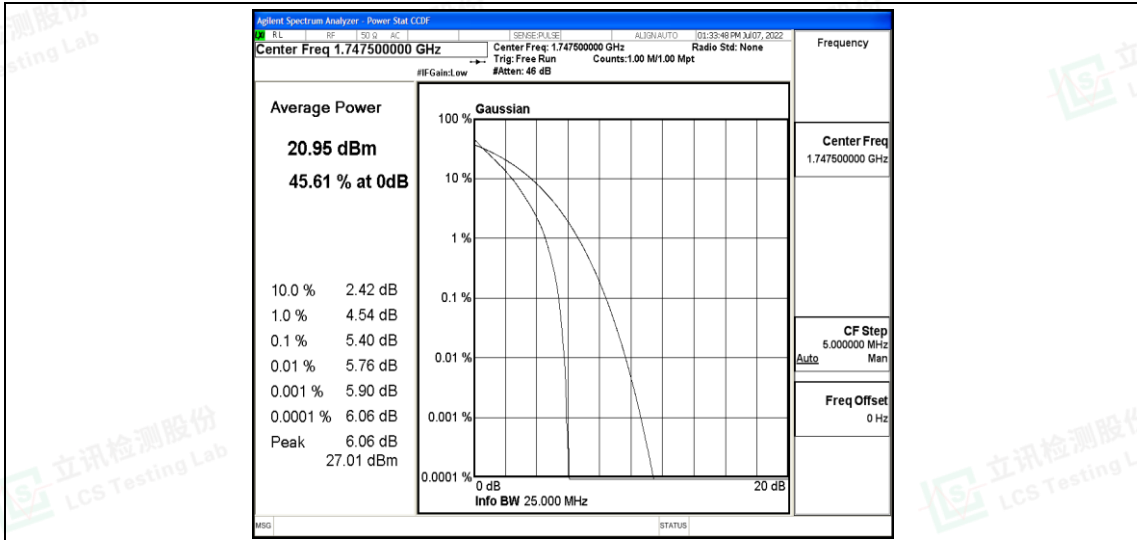 Agilent Spectrum Analyzer - Power Stat CCDF
RL RF 50 Ω AC SENSE:PULSE ALIGN AUTO 01:33:48 PM Jul 07, 2022
Center Freq 1.747500000 GHz
Center Freq: 1.747500000 GHz Radio Std: None
Trig: Free Run Counts:1.00 M/1.00 Mpt
#IFGain:Low #Atten: 46 dB
Frequency
Average Power
20.95 dBm
45.61 % at 0dB
10.0 % 2.42 dB
1.0 % 4.54 dB
0.1 % 5.40 dB
0.01 % 5.76 dB
0.001 % 5.90 dB
0.0001 % 6.06 dB
Peak 6.06 dB
27.01 dBm
Gaussian
100 %
10 %
1 %
0.1 %
0.01 %
0.001 %
0.0001 %
0 dB 20 dB
Info BW 25.000 MHz
Center Freq
1.747500000 GHz
CF Step
5.000000 MHz
Auto Man
Freq Offset
0 Hz
MSG STATUS
立讯检测股份
LCS Testing Lab
立讯检测股份
LCS Testing L